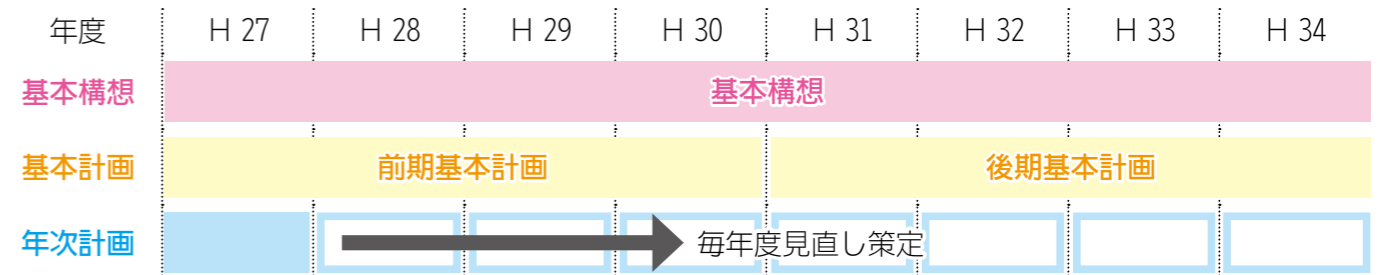 年度 H 27 H 28 H 29 H 30 H 31 H 32 H 33 H 34
基本構想 基本構想
基本計画 前期基本計画 後期基本計画
年次計画 毎年度見直し策定